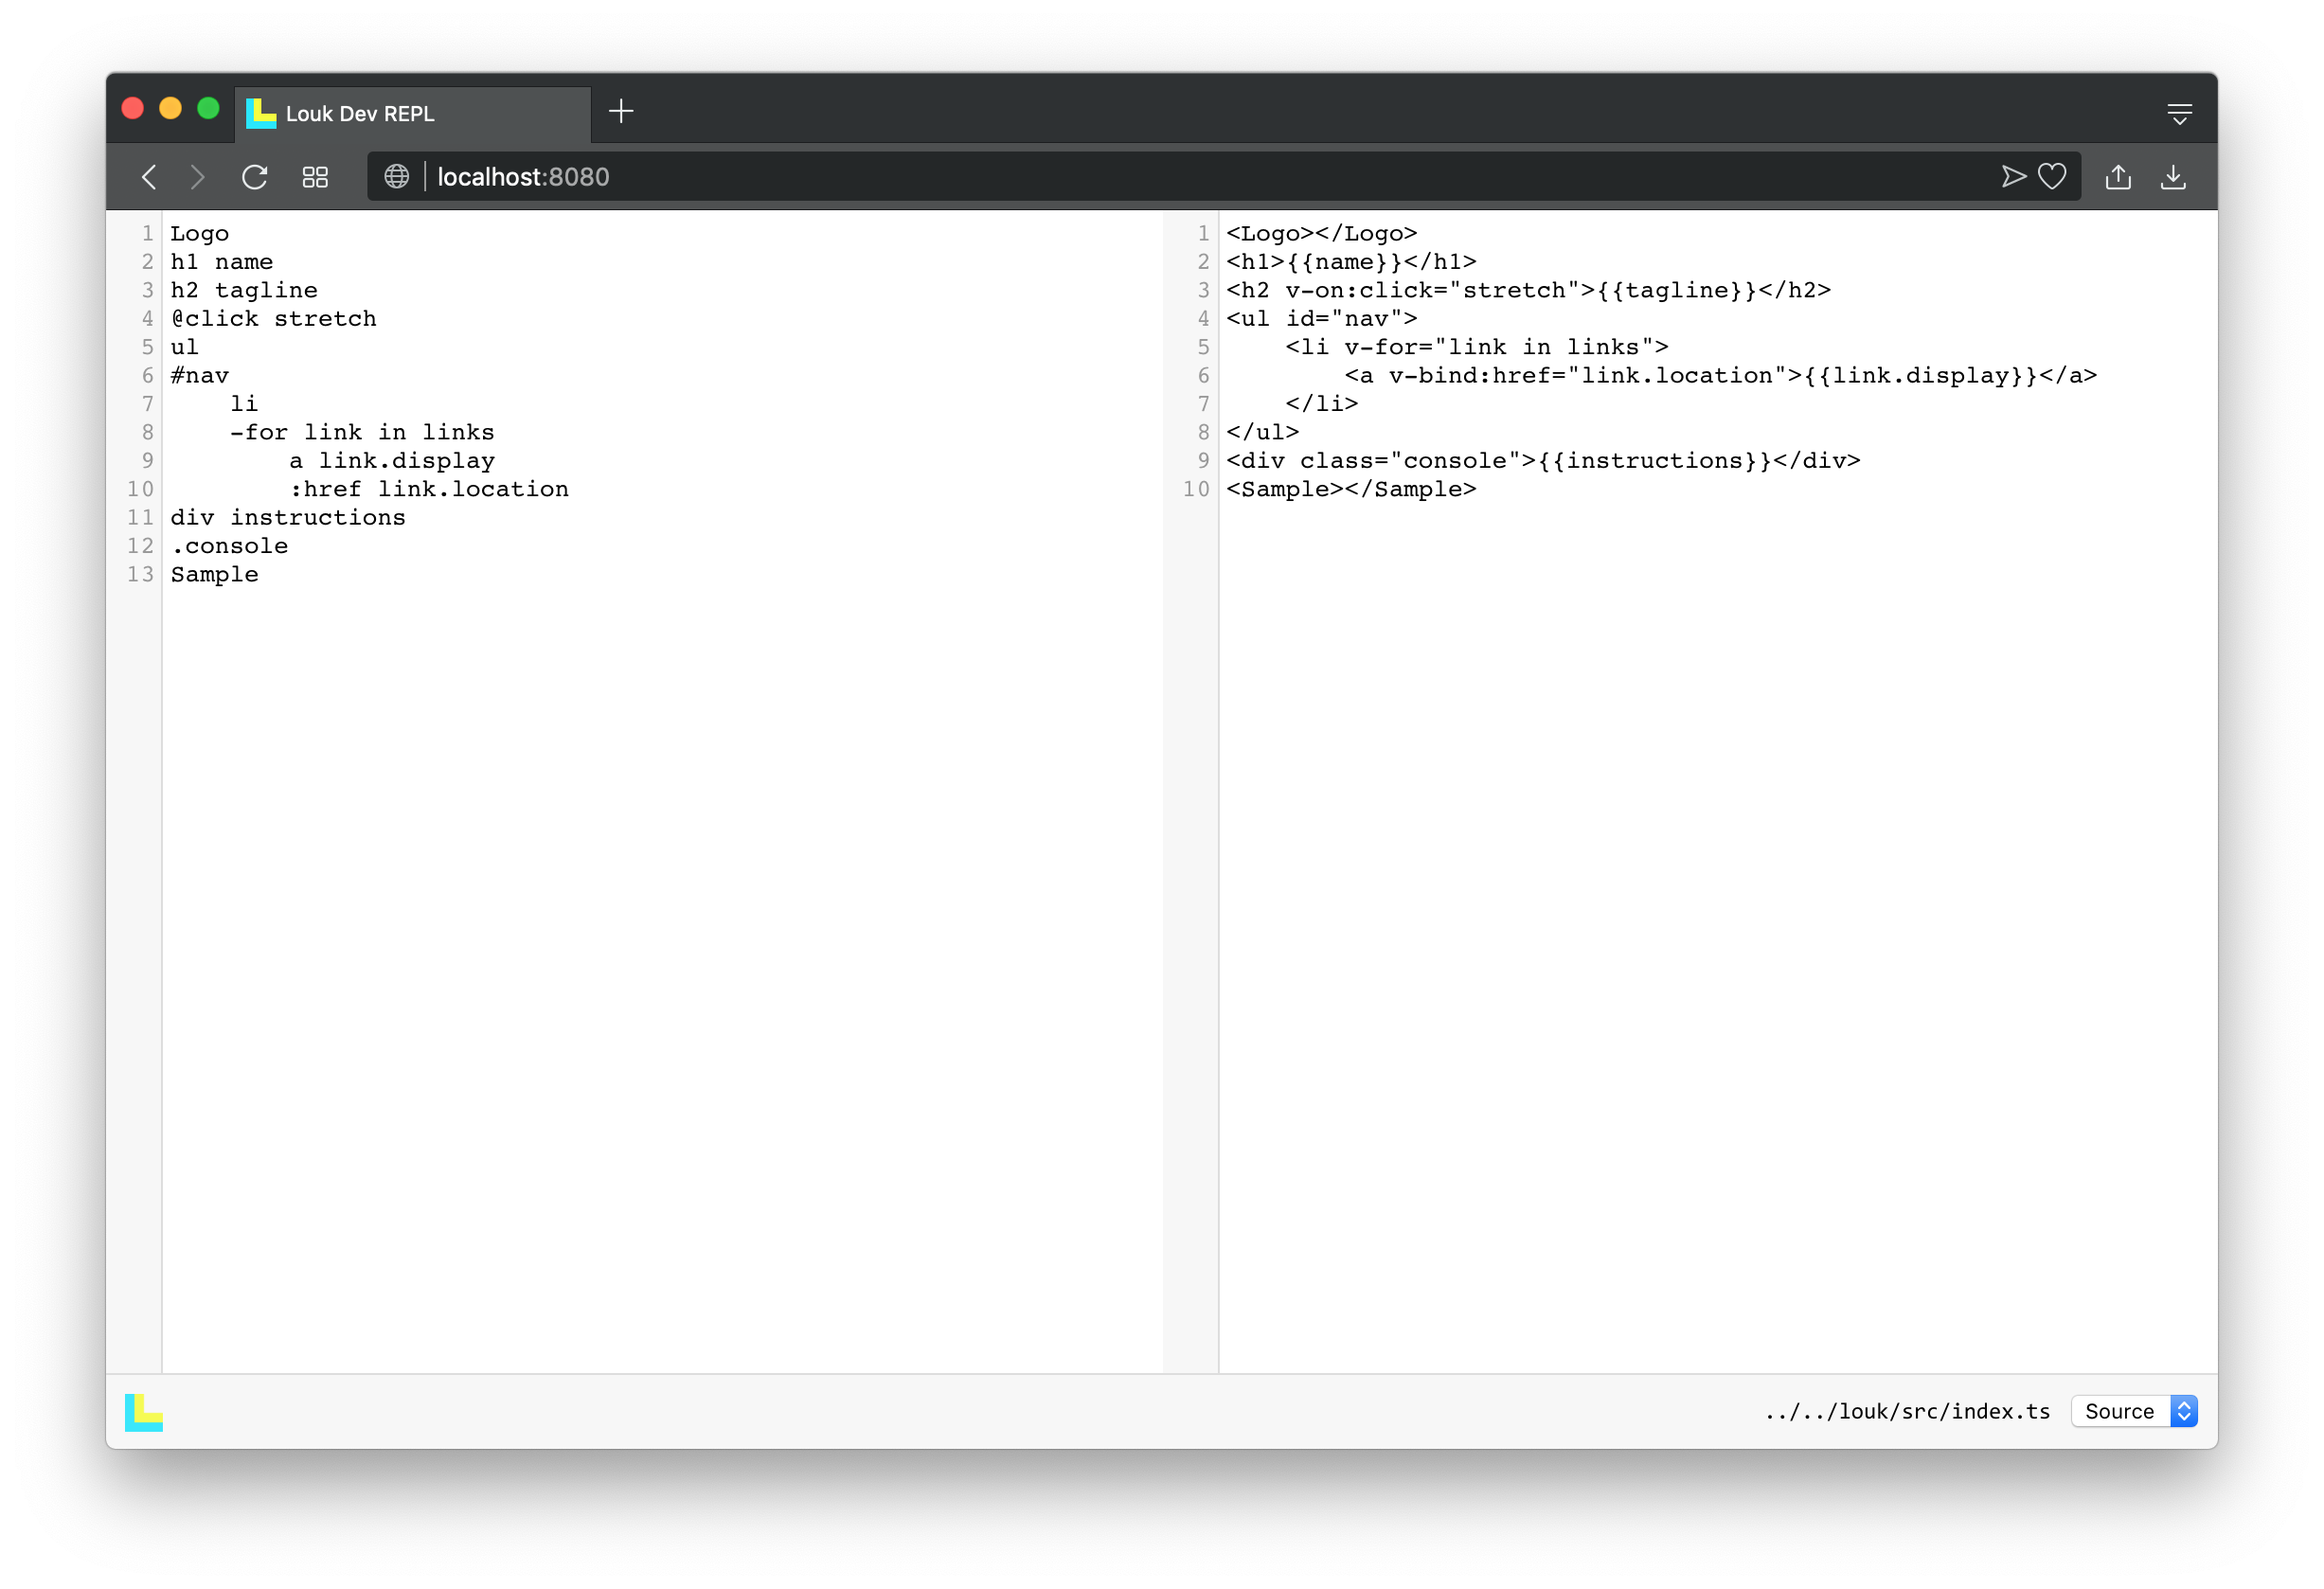 Louk Dev REPL
localhost:8080
1 Logo
2 h1 name
3 h2 tagline
4 @click stretch
5 ul
6 #nav
7     li
8     -for link in links
9         a link.display
10         :href link.location
11 div instructions
12 .console
13 Sample
1 <Logo></Logo>
2 <h1>{{name}}</h1>
3 <h2 v-on:click="stretch">{{tagline}}</h2>
4 <ul id="nav">
5     <li v-for="link in links">
6         <a v-bind:href="link.location">{{link.display}}</a>
7     </li>
8 </ul>
9 <div class="console">{{instructions}}</div>
10 <Sample></Sample>
../../louk/src/index.ts
Source